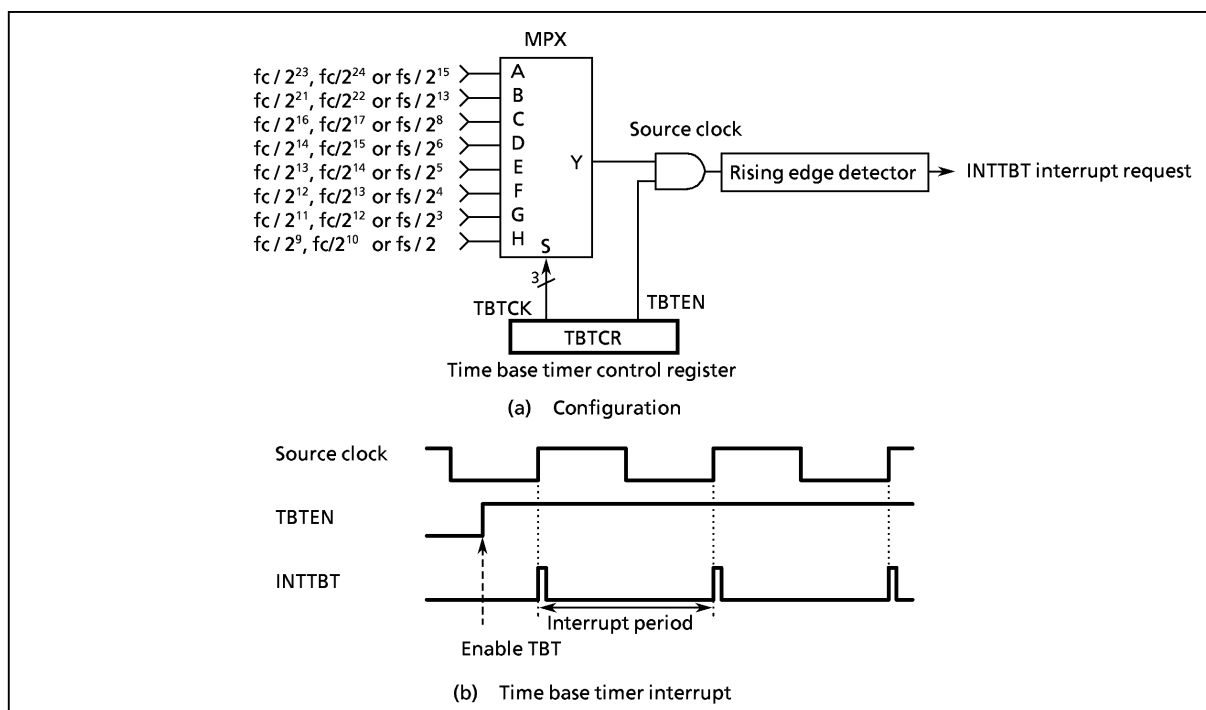 MPX
fc / 2²³, fc/2²⁴ or fs / 2¹⁵ A
fc / 2²¹, fc/2²² or fs / 2¹³ B
fc / 2¹⁶, fc/2¹⁷ or fs / 2⁸ C
fc / 2¹⁴, fc/2¹⁵ or fs / 2⁶ D
fc / 2¹³, fc/2¹⁴ or fs / 2⁵ E
fc / 2¹², fc/2¹³ or fs / 2⁴ F
fc / 2¹¹, fc/2¹² or fs / 2³ G
fc / 2⁹, fc/2¹⁰ or fs / 2 H
Y
S
Source clock
Rising edge detector
INTTBT interrupt request
3
TBTCK
TBTEN
TBTCR
Time base timer control register
(a) Configuration
Source clock
TBTEN
INTTBT
Interrupt period
Enable TBT
(b) Time base timer interrupt